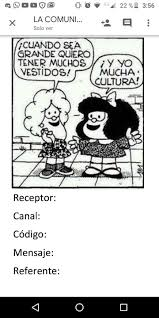 22 % 3:56
LA COMUNI...
Solo ver
¡CUANDO SEA
GRANDE QUIERO
TENER MUCHOS
VESTIDOS!
¡Y YO
MUCHA
CULTURA!
Receptor:
Canal:
Código:
Mensaje:
Referente: